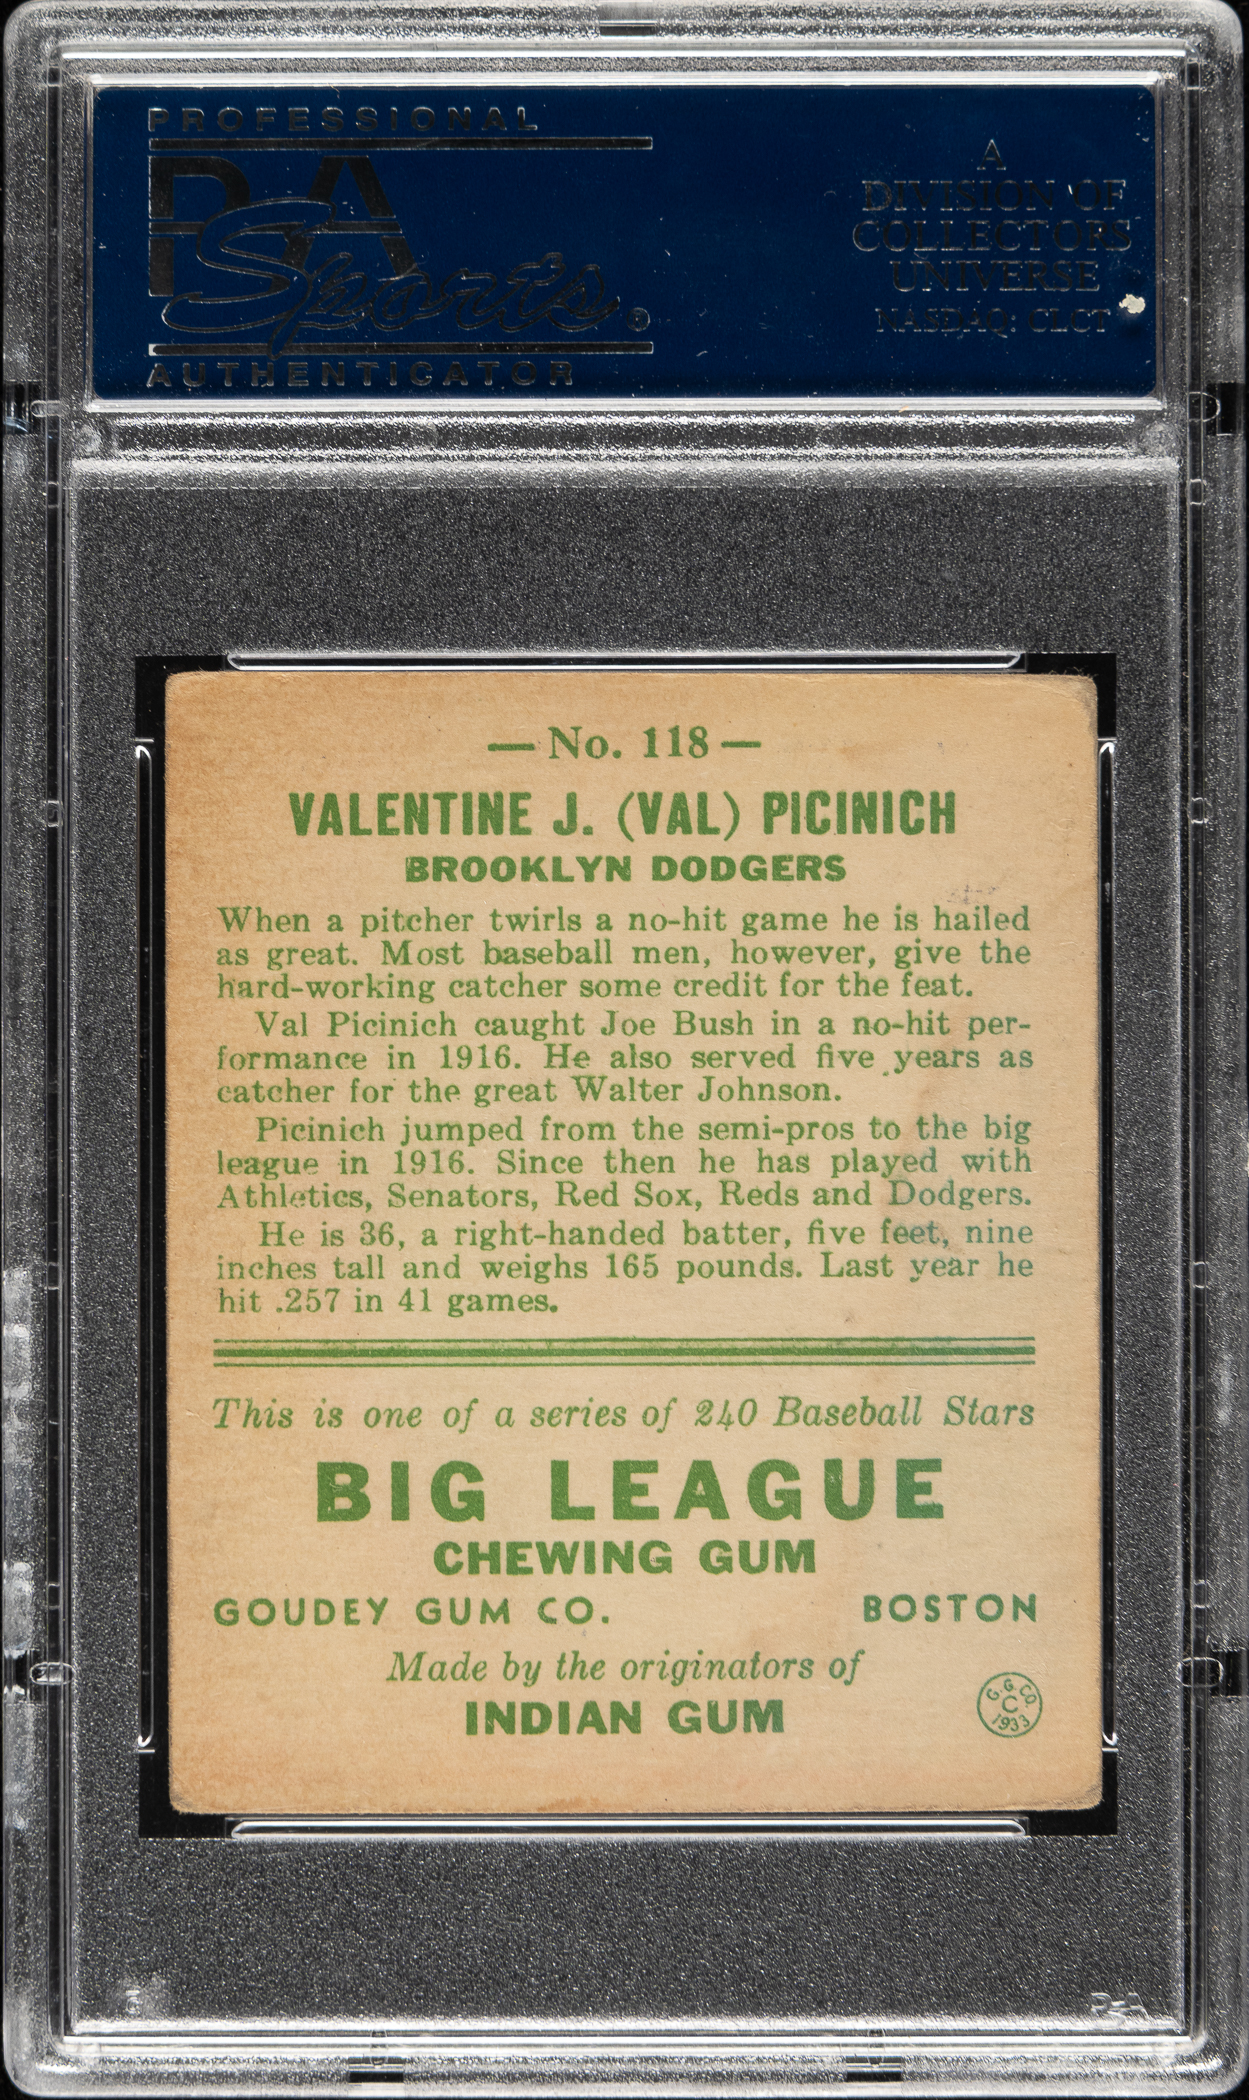 PROFESSIONAL
PSA
Sports®
AUTHENTICATOR
A
DIVISION OF
COLLECTORS
UNIVERSE
NASDAQ: CLCT
— No. 118 —
VALENTINE J. (VAL) PICINICH
BROOKLYN DODGERS
When a pitcher twirls a no-hit game he is hailed
as great. Most baseball men, however, give the
hard-working catcher some credit for the feat.
Val Picinich caught Joe Bush in a no-hit per-
formance in 1916. He also served five years as
catcher for the great Walter Johnson.
Picinich jumped from the semi-pros to the big
league in 1916. Since then he has played with
Athletics, Senators, Red Sox, Reds and Dodgers.
He is 36, a right-handed batter, five feet, nine
inches tall and weighs 165 pounds. Last year he
hit .257 in 41 games.
This is one of a series of 240 Baseball Stars
BIG LEAGUE
CHEWING GUM
GOUDEY GUM CO. BOSTON
Made by the originators of
INDIAN GUM
G. G. CO.
C
1933
PSA